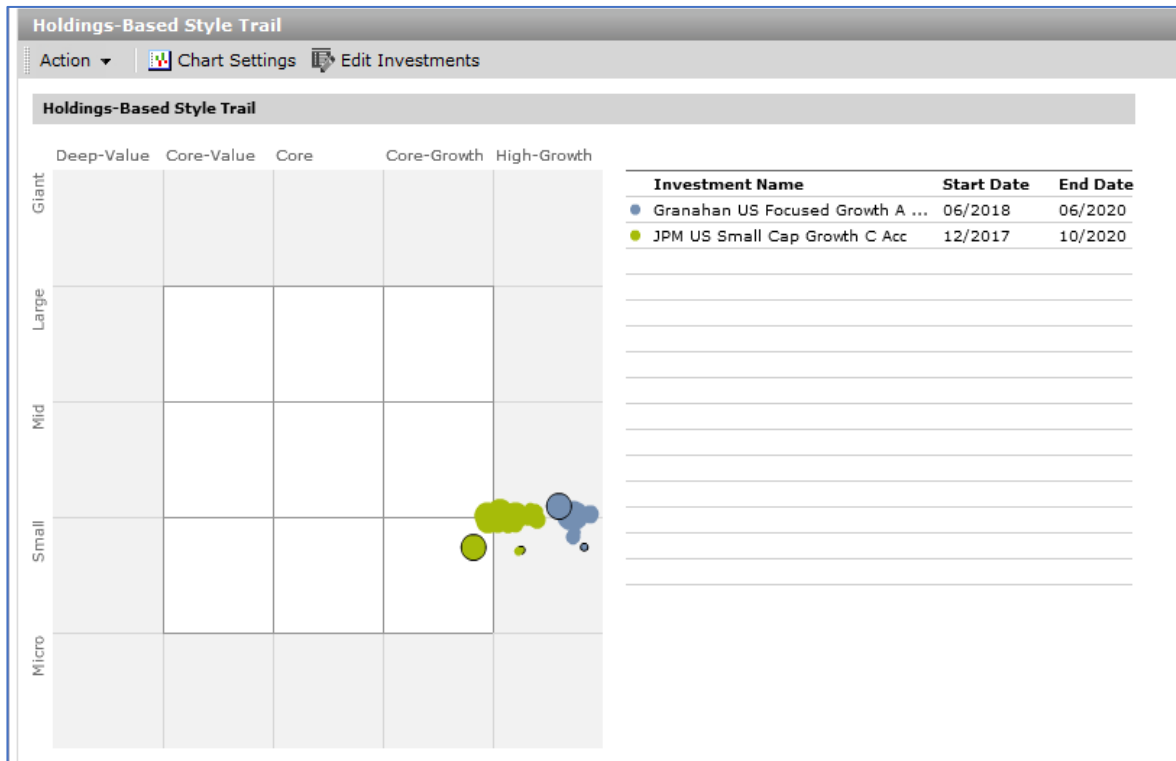 Holdings-Based Style Trail
Action Chart Settings Edit Investments
Holdings-Based Style Trail
Deep-Value Core-Value Core Core-Growth High-Growth
Giant
Large
Mid
Small
Micro
Investment Name Start Date End Date
Granahan US Focused Growth A ... 06/2018 06/2020
JPM US Small Cap Growth C Acc 12/2017 10/2020